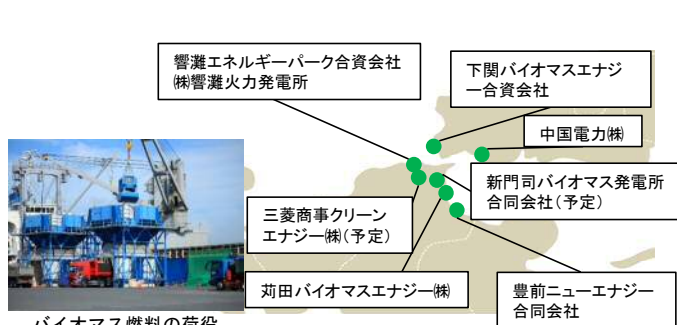 響灘エネルギーパーク合資会社
㈱響灘火力発電所
下関バイオマスエナジ
ー合資会社
中国電力㈱
新門司バイオマス発電所
合同会社(予定)
三菱商事クリーン
エナジー㈱(予定)
苅田バイオマスエナジー㈱
豊前ニューエナジー
合同会社
バイオマス燃料の荷役